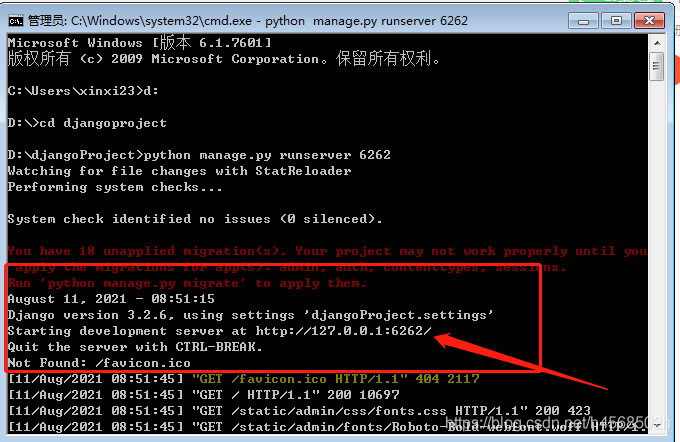 管理员: C:\Windows\system32\cmd.exe - python manage.py runserver 6262
Microsoft Windows [版本 6.1.7601]
版权所有 (c) 2009 Microsoft Corporation。保留所有权利。
C:\Users\xinxi23>d:
D:\>cd djangoproject
D:\djangoProject>python manage.py runserver 6262
Watching for file changes with StatReloader
Performing system checks...
System check identified no issues (0 silenced).
You have 18 unapplied migration(s). Your project may not work properly until you
apply the migrations for app(s): admin, auth, contenttypes, sessions.
Run 'python manage.py migrate' to apply them.
August 11, 2021 - 08:51:15
Django version 3.2.6, using settings 'djangoProject.settings'
Starting development server at http://127.0.0.1:6262/
Quit the server with CTRL-BREAK.
Not Found: /favicon.ico
[11/Aug/2021 08:51:45] "GET /favicon.ico HTTP/1.1" 404 2117
[11/Aug/2021 08:51:45] "GET / HTTP/1.1" 200 10697
[11/Aug/2021 08:51:45] "GET /static/admin/css/fonts.css HTTP/1.1" 200 423
[11/Aug/2021 08:51:45] "GET /static/admin/fonts/Roboto-Bold-webfont.woff HTTP/1.